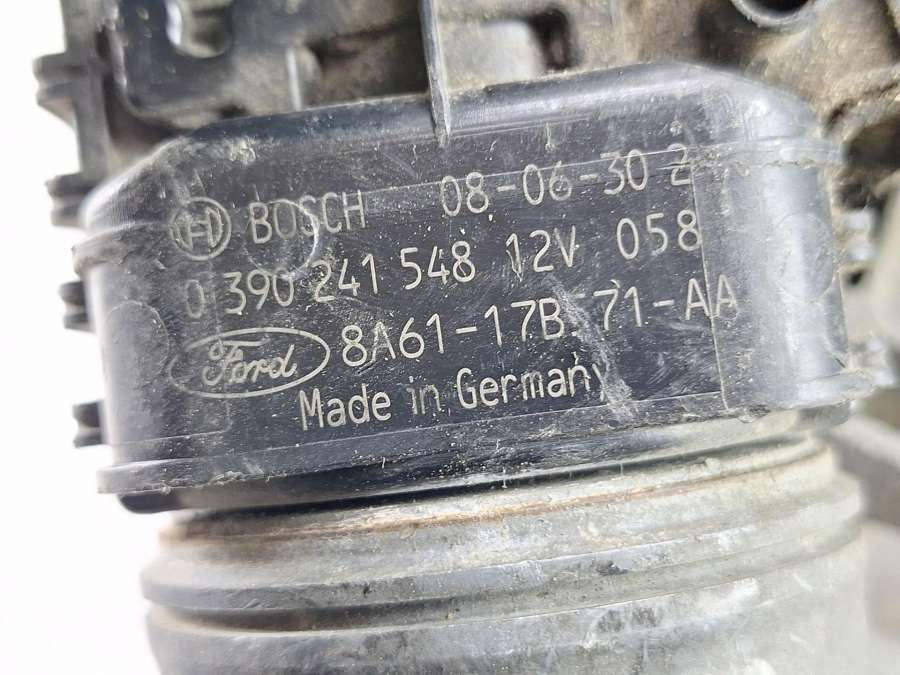 BOSCH 08-06-30 2
0 390 241 548 12V 058
Ford 8A61-17B571-AA
Made in Germany